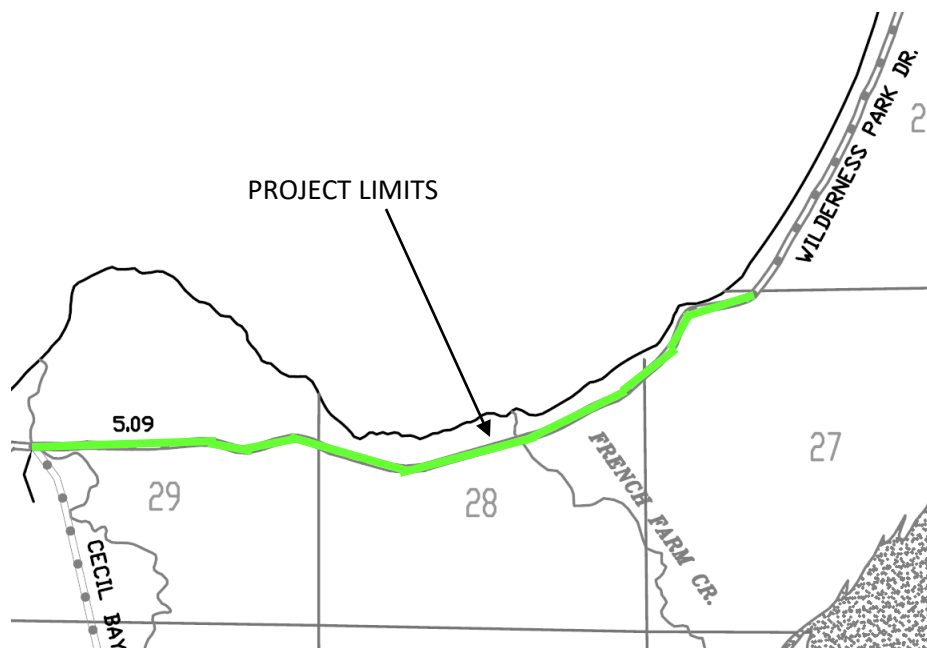 WILDERNESS PARK DR.
2
PROJECT LIMITS
5.09
29
28
27
FRENCH FARM CR.
CECIL BAY